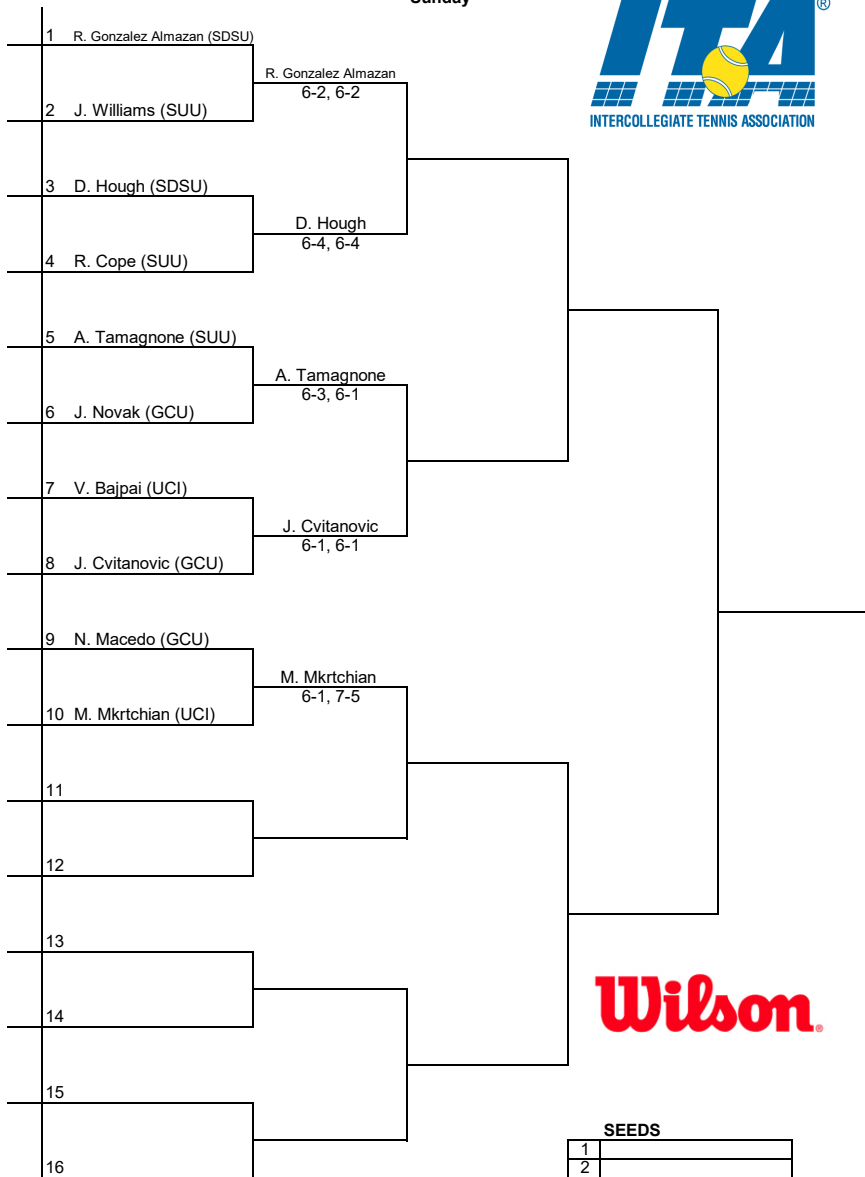 Sunday
ITA®
INTERCOLLEGIATE TENNIS ASSOCIATION
1 R. Gonzalez Almazan (SDSU)
R. Gonzalez Almazan
6-2, 6-2
2 J. Williams (SUU)
3 D. Hough (SDSU)
D. Hough
6-4, 6-4
4 R. Cope (SUU)
5 A. Tamagnone (SUU)
A. Tamagnone
6-3, 6-1
6 J. Novak (GCU)
7 V. Bajpai (UCI)
J. Cvitanovic
6-1, 6-1
8 J. Cvitanovic (GCU)
9 N. Macedo (GCU)
M. Mkrtchian
6-1, 7-5
10 M. Mkrtchian (UCI)
11
12
13
14
Wilson®
15
16
SEEDS
1
2